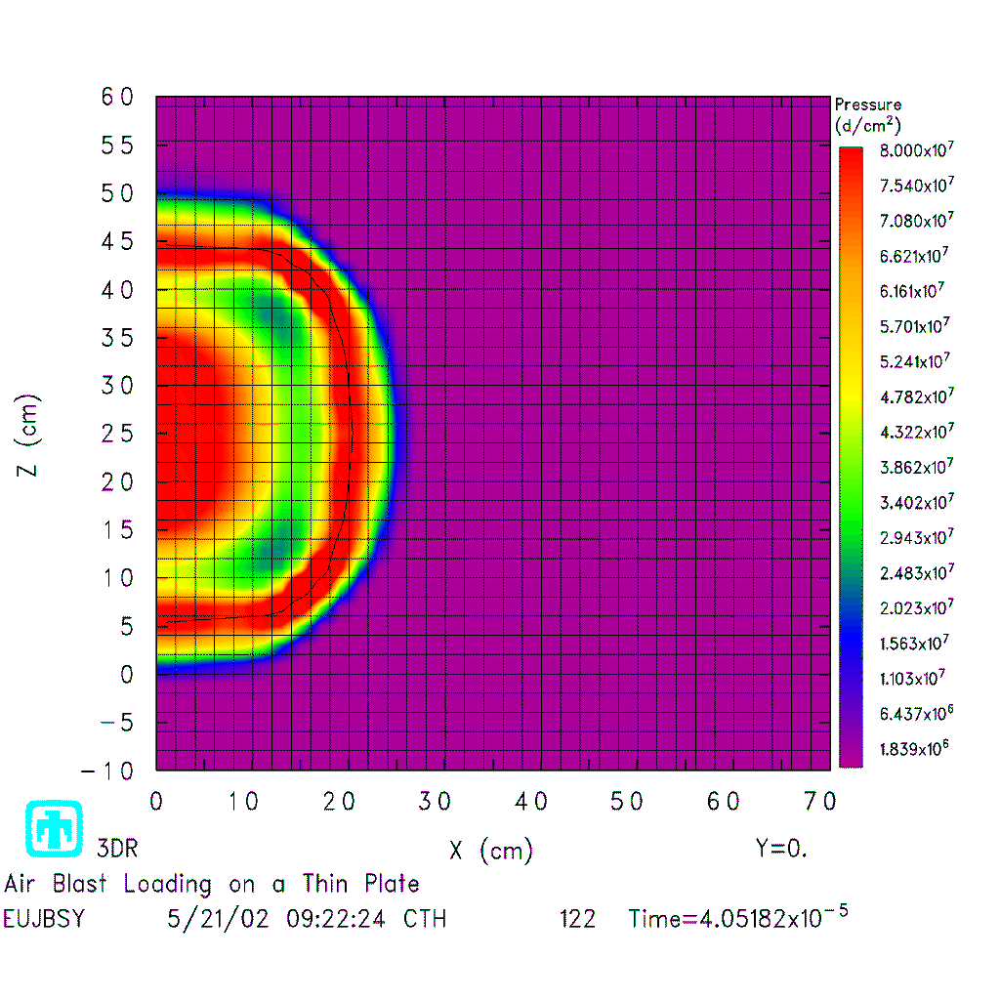 Pressure
(d/cm²)
60
55
50
45
40
35
30
25
20
15
10
5
0
−5
−10
Z (cm)
8.000x10⁷
7.540x10⁷
7.080x10⁷
6.621x10⁷
6.161x10⁷
5.701x10⁷
5.241x10⁷
4.782x10⁷
4.322x10⁷
3.862x10⁷
3.402x10⁷
2.943x10⁷
2.483x10⁷
2.023x10⁷
1.563x10⁷
1.103x10⁷
6.437x10⁶
1.839x10⁶
0 10 20 30 40 50 60 70
3DR X (cm) Y=0.
Air Blast Loading on a Thin Plate
EUJBSY 5/21/02 09:22:24 CTH 122 Time=4.05182x10⁻⁵